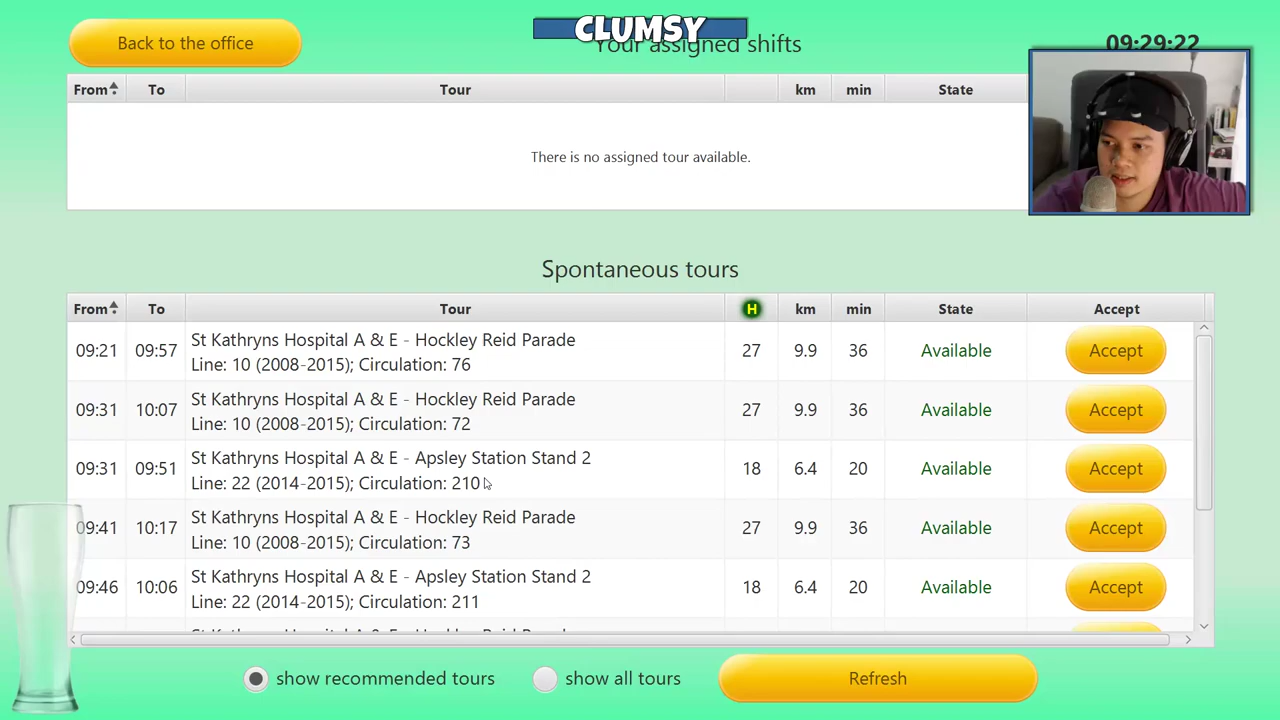 CLUMSY
Back to the office
Your assigned shifts
09:29:22
From To Tour km min State
There is no assigned tour available.
Spontaneous tours
From To Tour H km min State Accept
09:21 09:57 St Kathryns Hospital A & E - Hockley Reid Parade 27 9.9 36 Available Accept
Line: 10 (2008-2015); Circulation: 76
09:31 10:07 St Kathryns Hospital A & E - Hockley Reid Parade 27 9.9 36 Available Accept
Line: 10 (2008-2015); Circulation: 72
09:31 09:51 St Kathryns Hospital A & E - Apsley Station Stand 2 18 6.4 20 Available Accept
Line: 22 (2014-2015); Circulation: 210
09:41 10:17 St Kathryns Hospital A & E - Hockley Reid Parade 27 9.9 36 Available Accept
Line: 10 (2008-2015); Circulation: 73
09:46 10:06 St Kathryns Hospital A & E - Apsley Station Stand 2 18 6.4 20 Available Accept
Line: 22 (2014-2015); Circulation: 211
show recommended tours
show all tours
Refresh